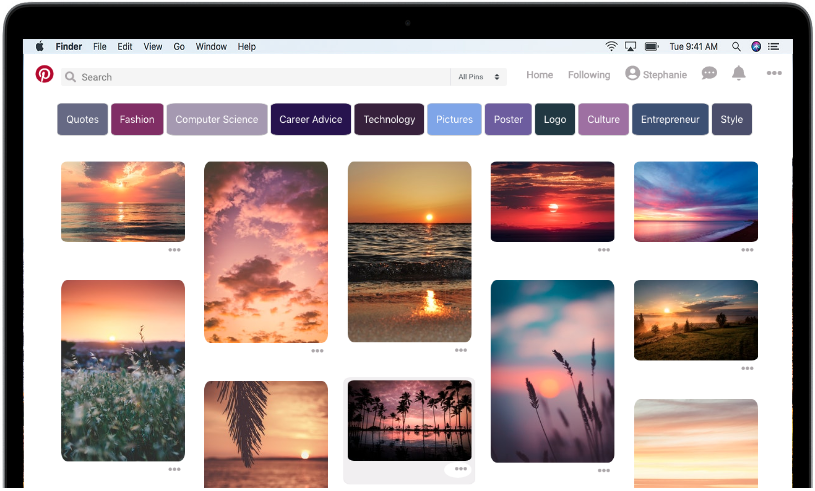 Finder File Edit View Go Window Help Tue 9:41 AM
Search All Pins Home Following Stephanie
Quotes Fashion Computer Science Career Advice Technology Pictures Poster Logo Culture Entrepreneur Style